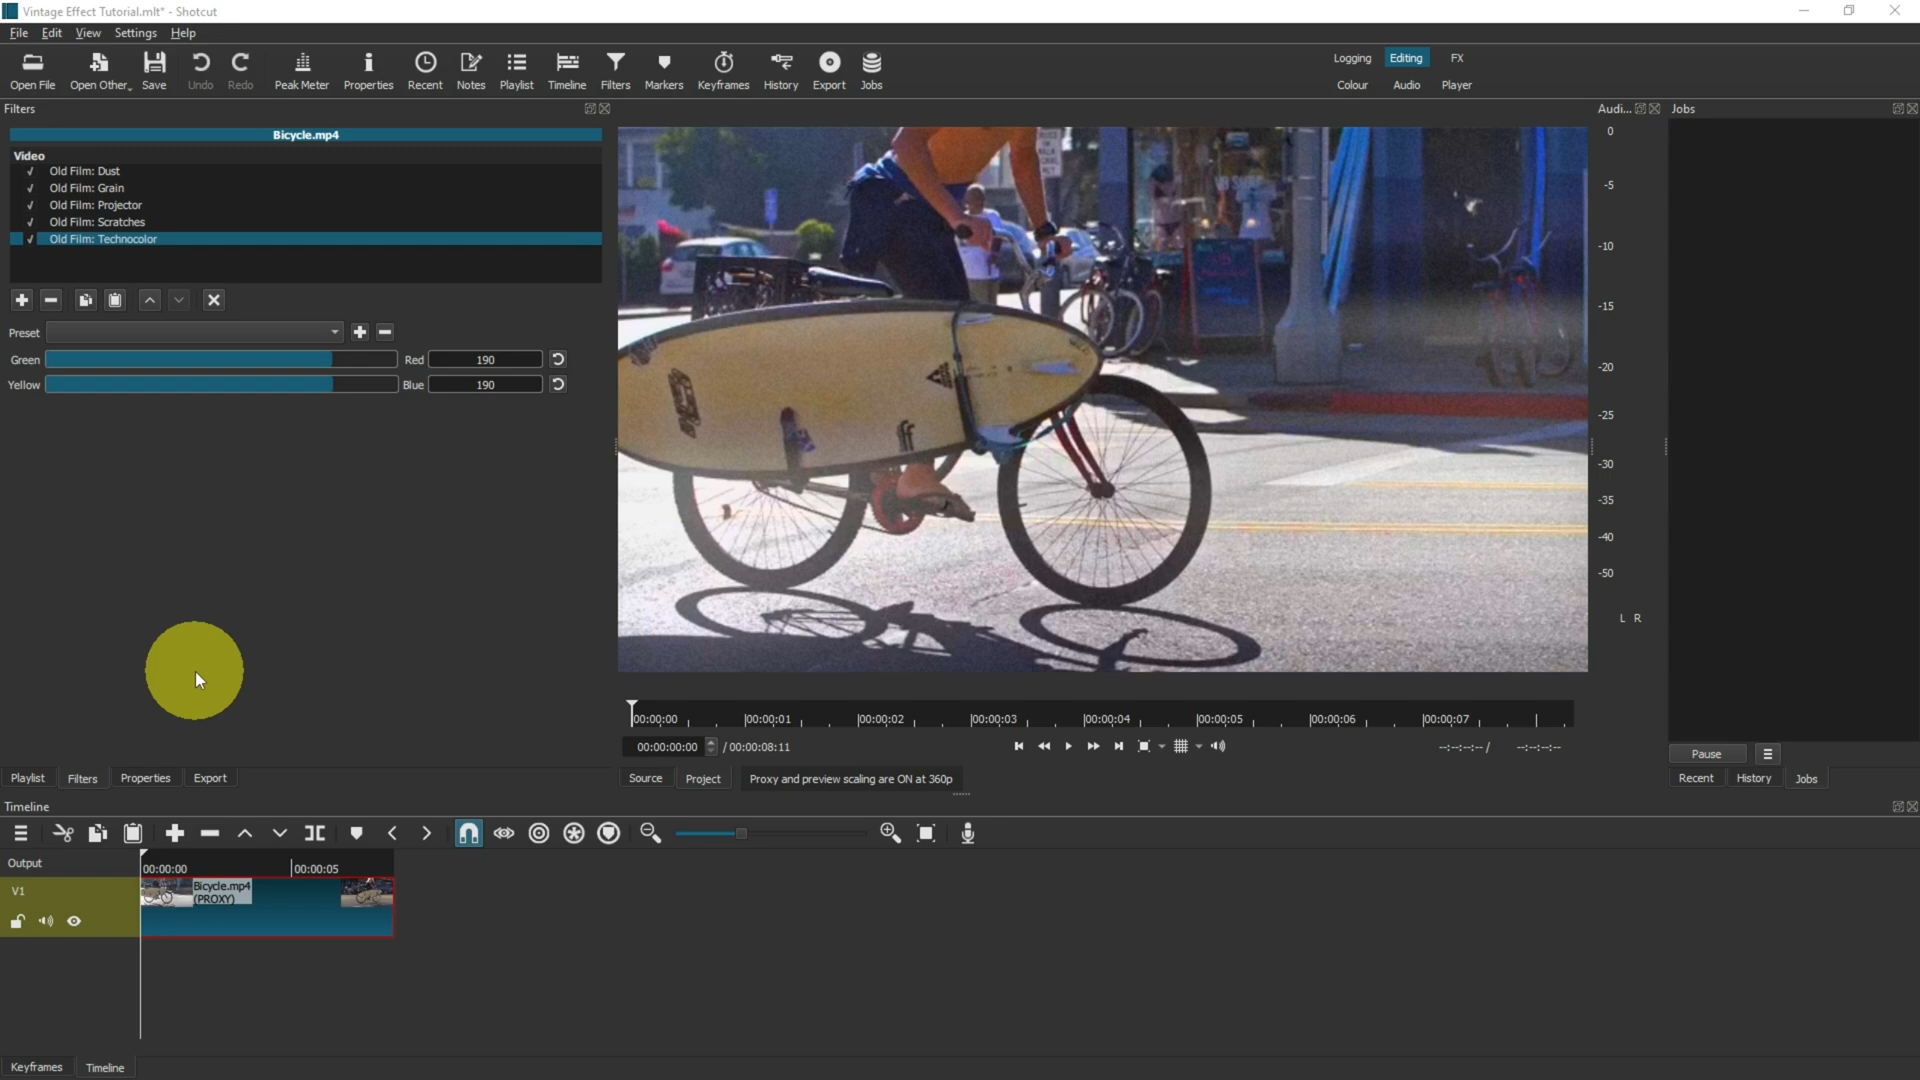 Vintage Effect Tutorial.mlt* - Shotcut
File Edit View Settings Help
Open File Open Other.. Save Undo Redo Peak Meter Properties Recent Notes Playlist Timeline Filters Markers Keyframes History Export Jobs
Logging Editing FX
Colour Audio Player
Filters
Audi...
Jobs
Bicycle.mp4
Video
Old Film: Dust
Old Film: Grain
Old Film: Projector
Old Film: Scratches
Old Film: Technocolor
Preset
Green Red 190
Yellow Blue 190
0
-5
-10
-15
-20
-25
-30
-35
-40
-50
L R
00:00:00 00:00:01 00:00:02 00:00:03 00:00:04 00:00:05 00:00:06 00:00:07
00:00:00:00 / 00:00:08:11
--:--:--:-- / --:--:--:--
Pause
Playlist Filters Properties Export
Source Project Proxy and preview scaling are ON at 360p
Recent History Jobs
Timeline
Output
00:00:00 00:00:05
V1
Bicycle.mp4
(PROXY)
Keyframes Timeline